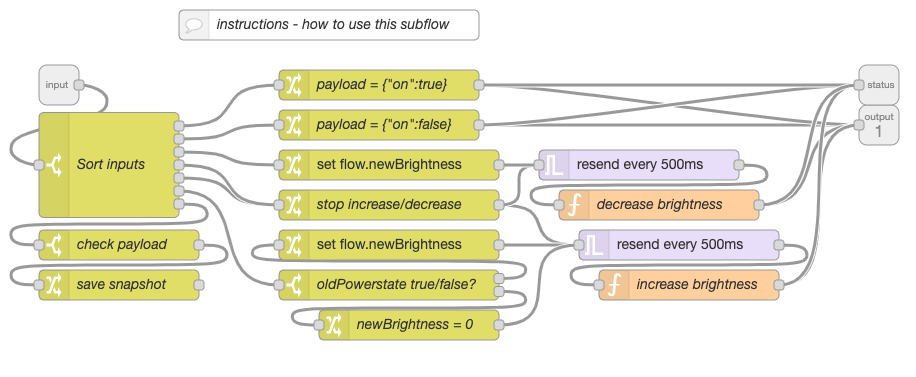 instructions - how to use this subflow
input
payload = {"on":true}
status
payload = {"on":false}
output
1
Sort inputs
set flow.newBrightness
resend every 500ms
stop increase/decrease
decrease brightness
check payload
set flow.newBrightness
resend every 500ms
save snapshot
oldPowerstate true/false?
increase brightness
newBrightness = 0